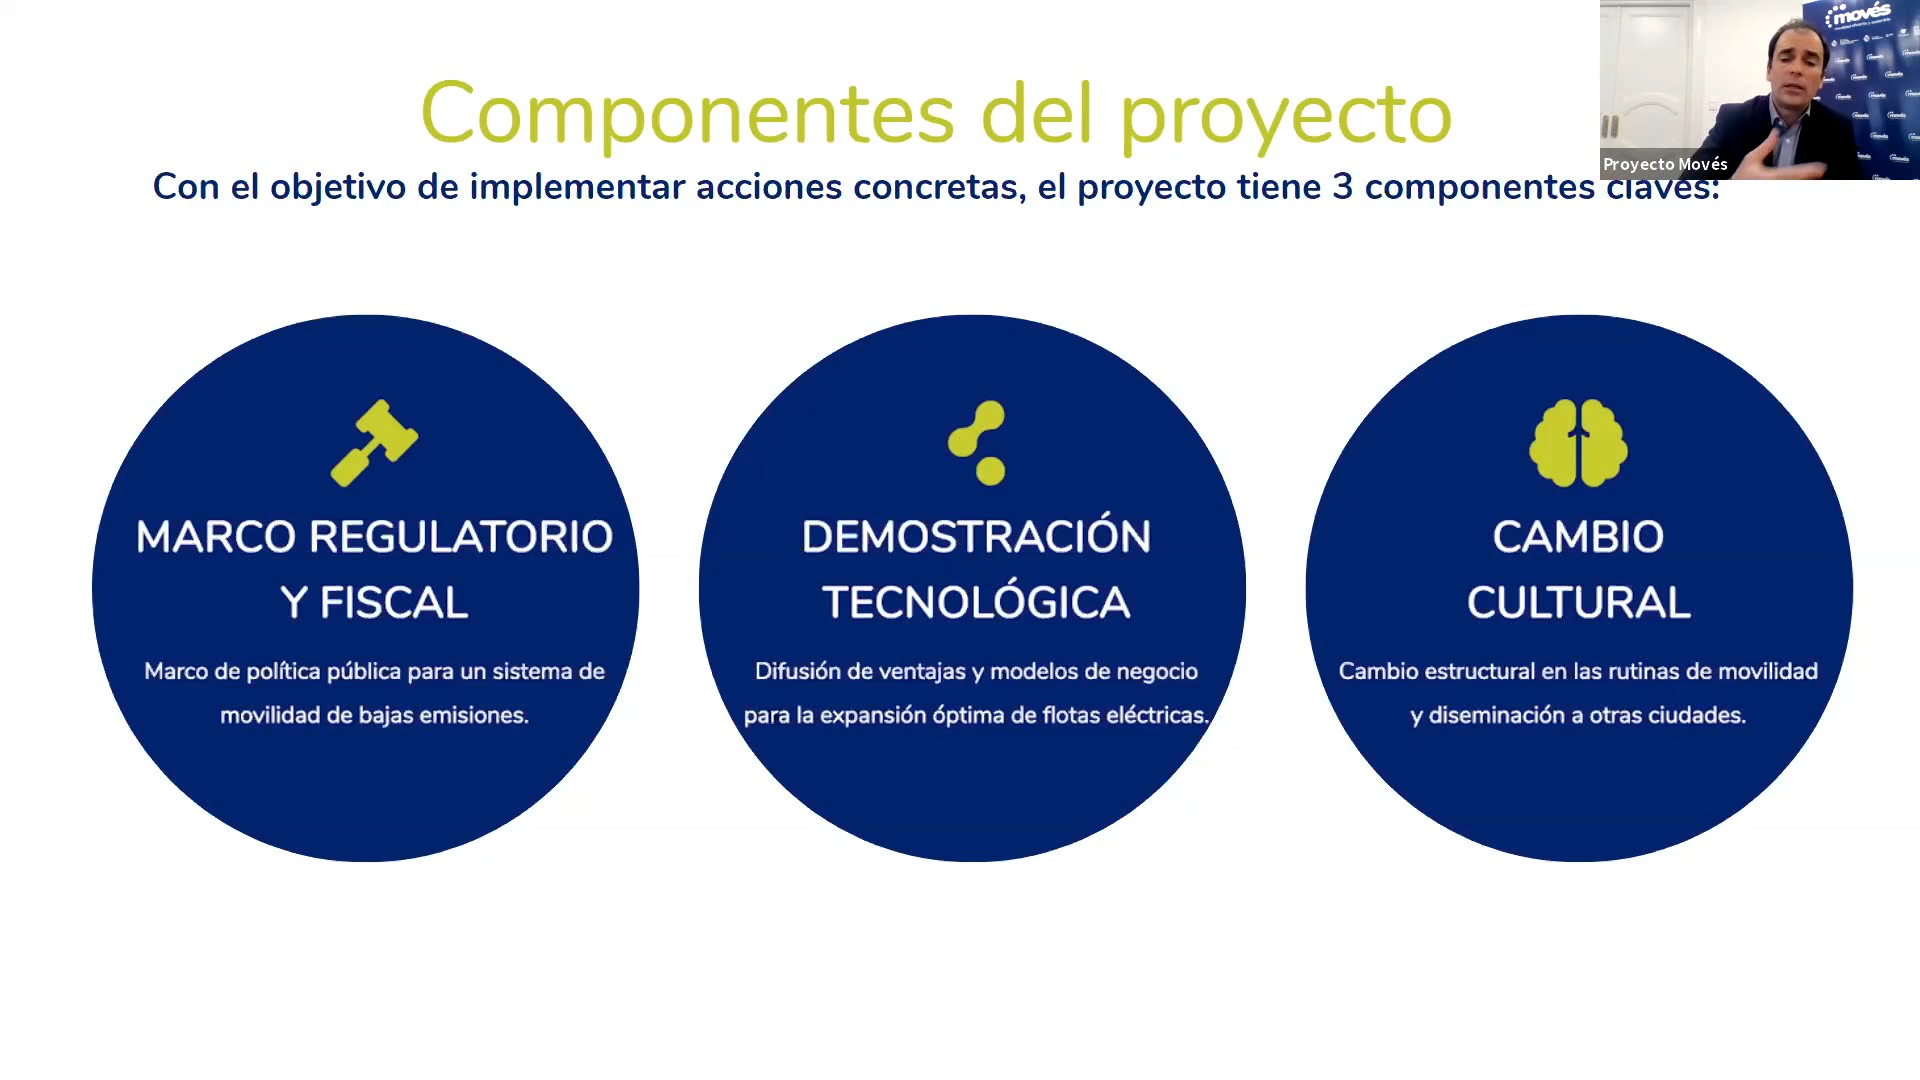 Componentes del proyecto
Con el objetivo de implementar acciones concretas, el proyecto tiene 3 componentes claves:
movés
Proyecto Movés
MARCO REGULATORIO
Y FISCAL
Marco de política pública para un sistema de
movilidad de bajas emisiones.
DEMOSTRACIÓN
TECNOLÓGICA
Difusión de ventajas y modelos de negocio
para la expansión óptima de flotas eléctricas.
CAMBIO
CULTURAL
Cambio estructural en las rutinas de movilidad
y diseminación a otras ciudades.